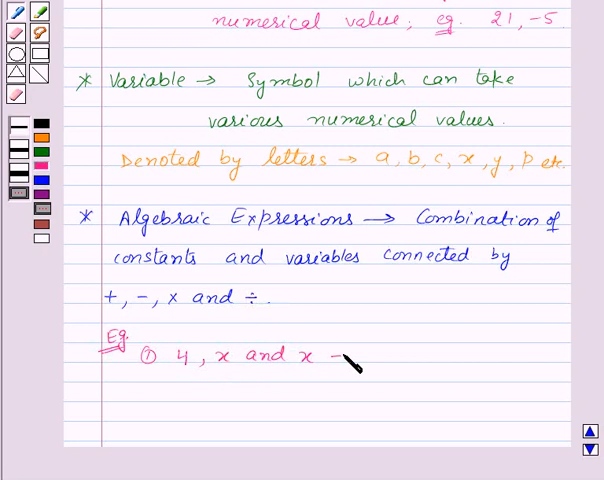 numerical value; eg. 21, -5
* Variable → Symbol which can take
various numerical values.
Denoted by letters → a, b, c, x, y, p etc.
* Algebraic Expressions → Combination of
constants and variables connected by
+, -, x and ÷.
Eg.
① 4, x and x -